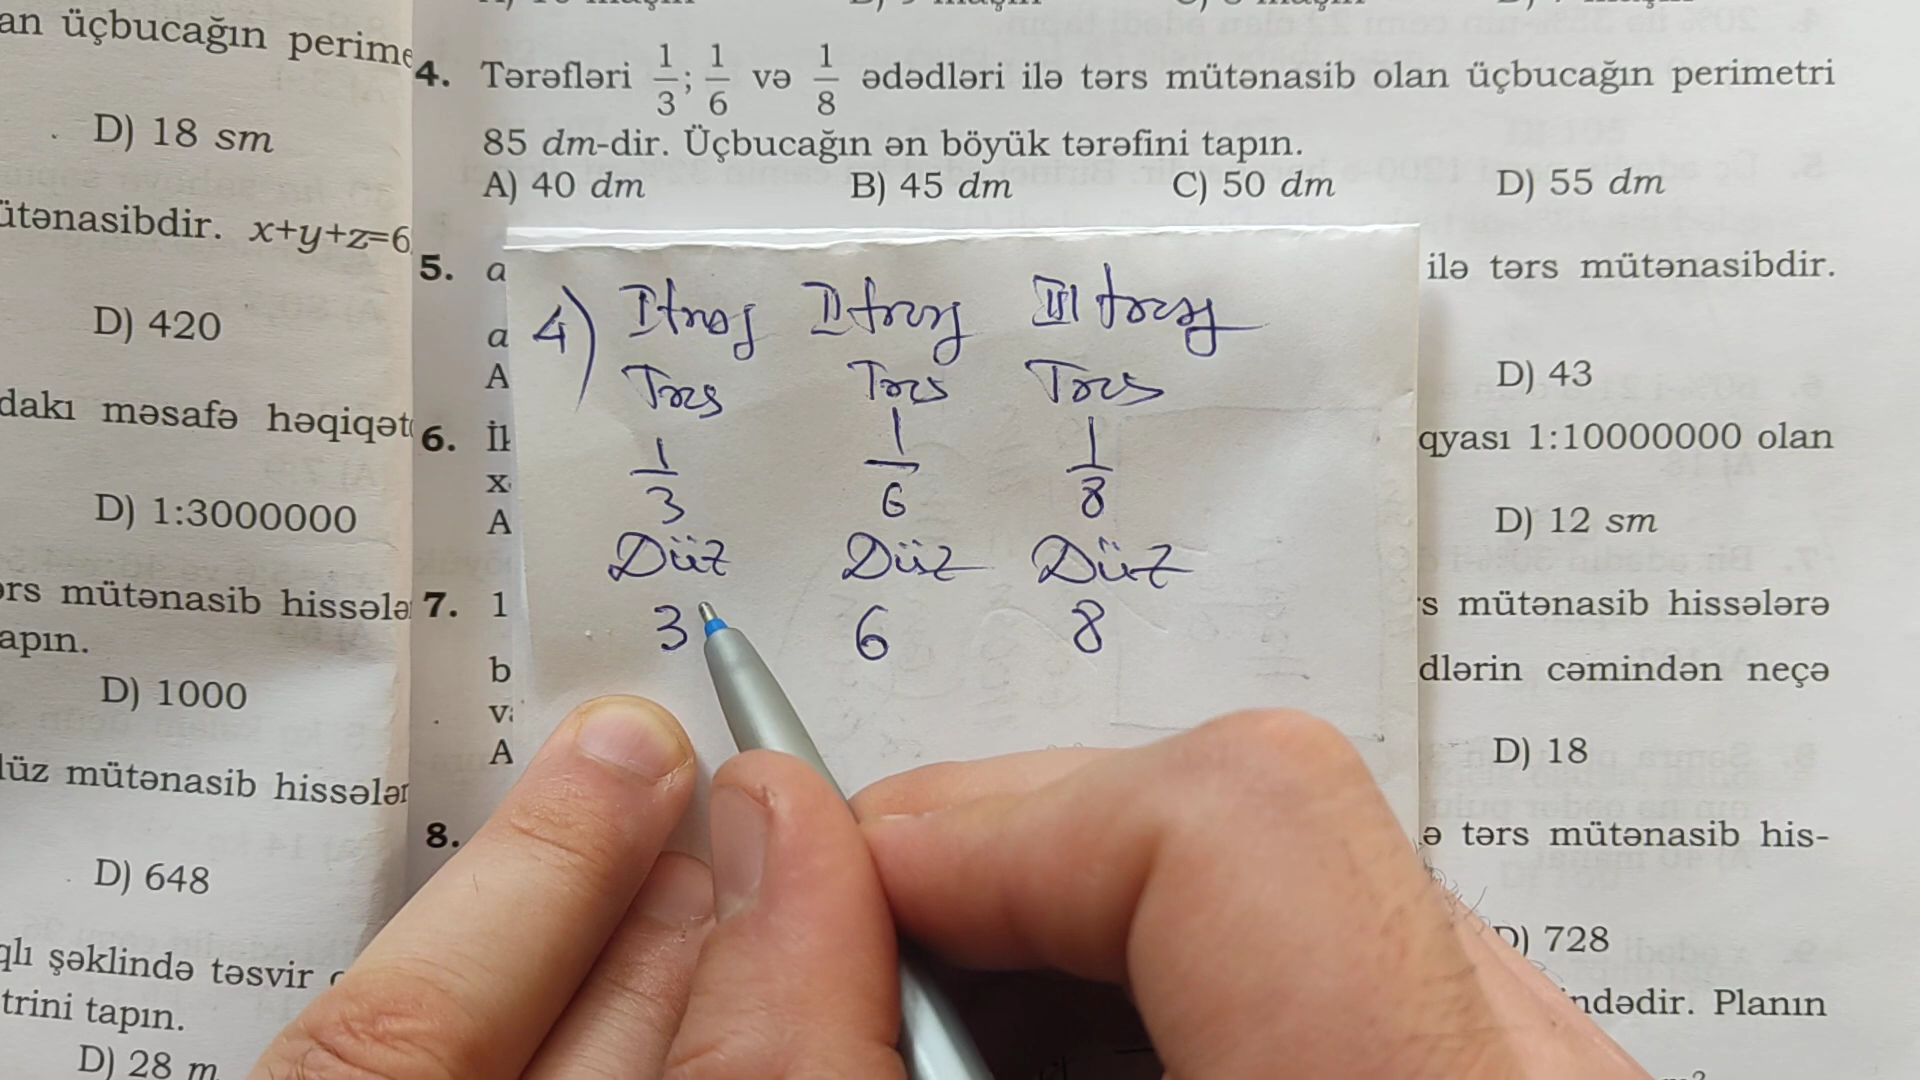 an üçbucağın perime
D) 18 sm
ütənasibdir. x+y+z=6
D) 420
dakı məsafə həqiqət
D) 1:3000000
ərs mütənasib hissələ
apın.
D) 1000
düz mütənasib hissələr
D) 648
qlı şəklində təsvir
trini tapın.
D) 28 m
4. Tərəfləri 1/3; 1/6 və 1/8 ədədləri ilə tərs mütənasib olan üçbucağın perimetri
85 dm-dir. Üçbucağın ən böyük tərəfini tapın.
A) 40 dm B) 45 dm C) 50 dm D) 55 dm
5. a ilə tərs mütənasibdir.
a
A D) 43
6. İl qyası 1:10000000 olan
x
A D) 12 sm
7. 1 s mütənasib hissələrə
b dlərin cəmindən neçə
v
A D) 18
8. ə tərs mütənasib his-
D) 728
ndədir. Planın
4) I tərəf II tərəf III tərəf
Tərs Tərs Tərs
1/3 1/6 1/8
Düz Düz Düz
3 6 8